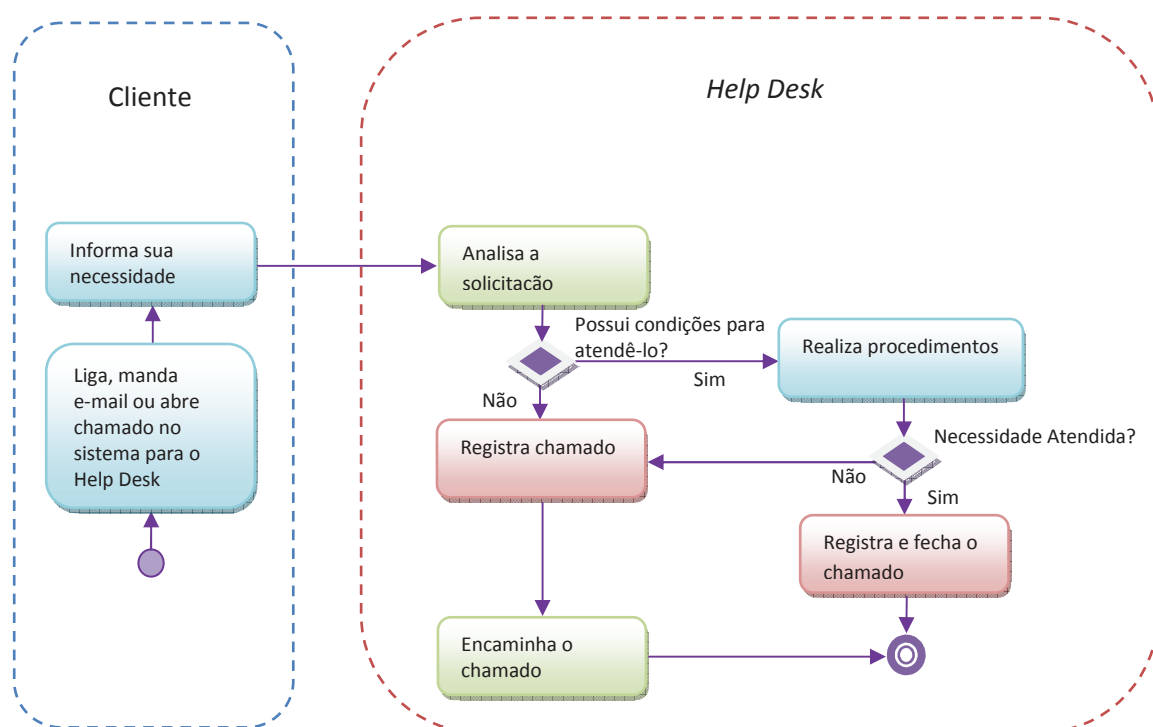 Cliente
Informa sua
necessidade
Liga, manda
e-mail ou abre
chamado no
sistema para o
Help Desk
Help Desk
Analisa a
solicitacão
Possui condições para
atendê-lo?
Sim
Não
Realiza procedimentos
Necessidade Atendida?
Não
Sim
Registra chamado
Registra e fecha o
chamado
Encaminha o
chamado